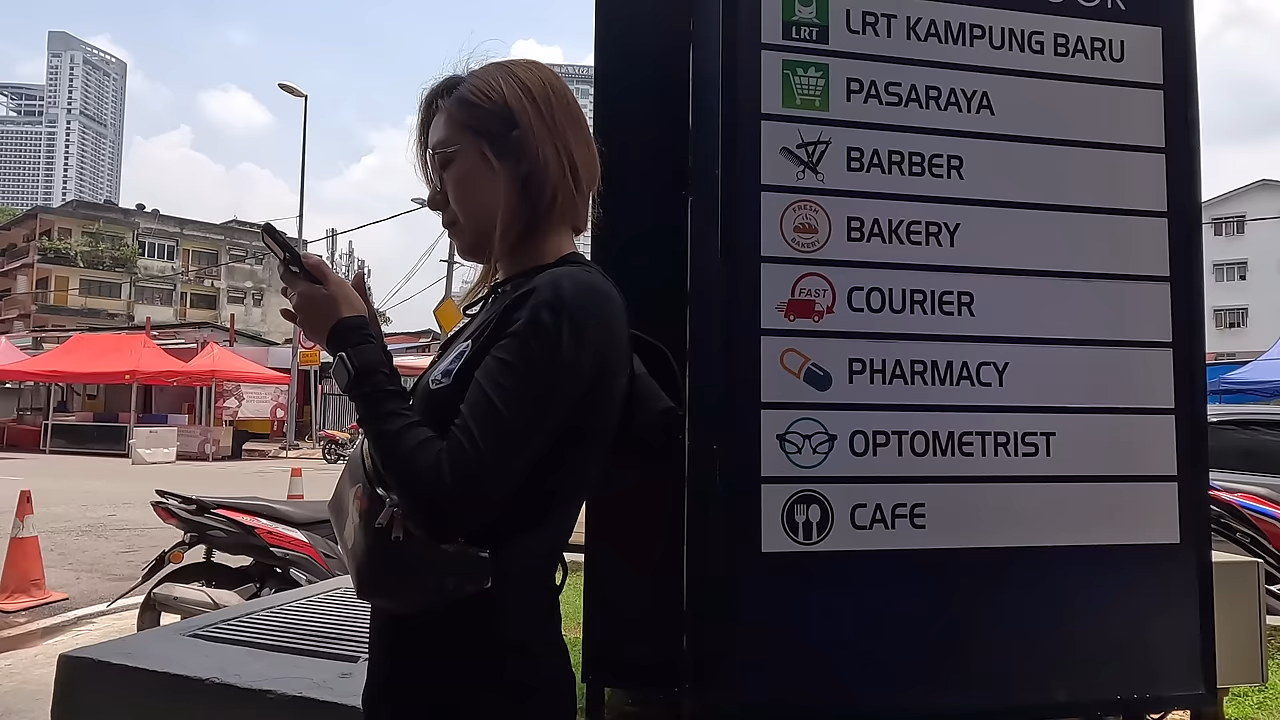 LRT
LRT KAMPUNG BARU
PASARAYA
BARBER
FRESH
BAKERY
BAKERY
FAST
COURIER
PHARMACY
OPTOMETRIST
CAFE